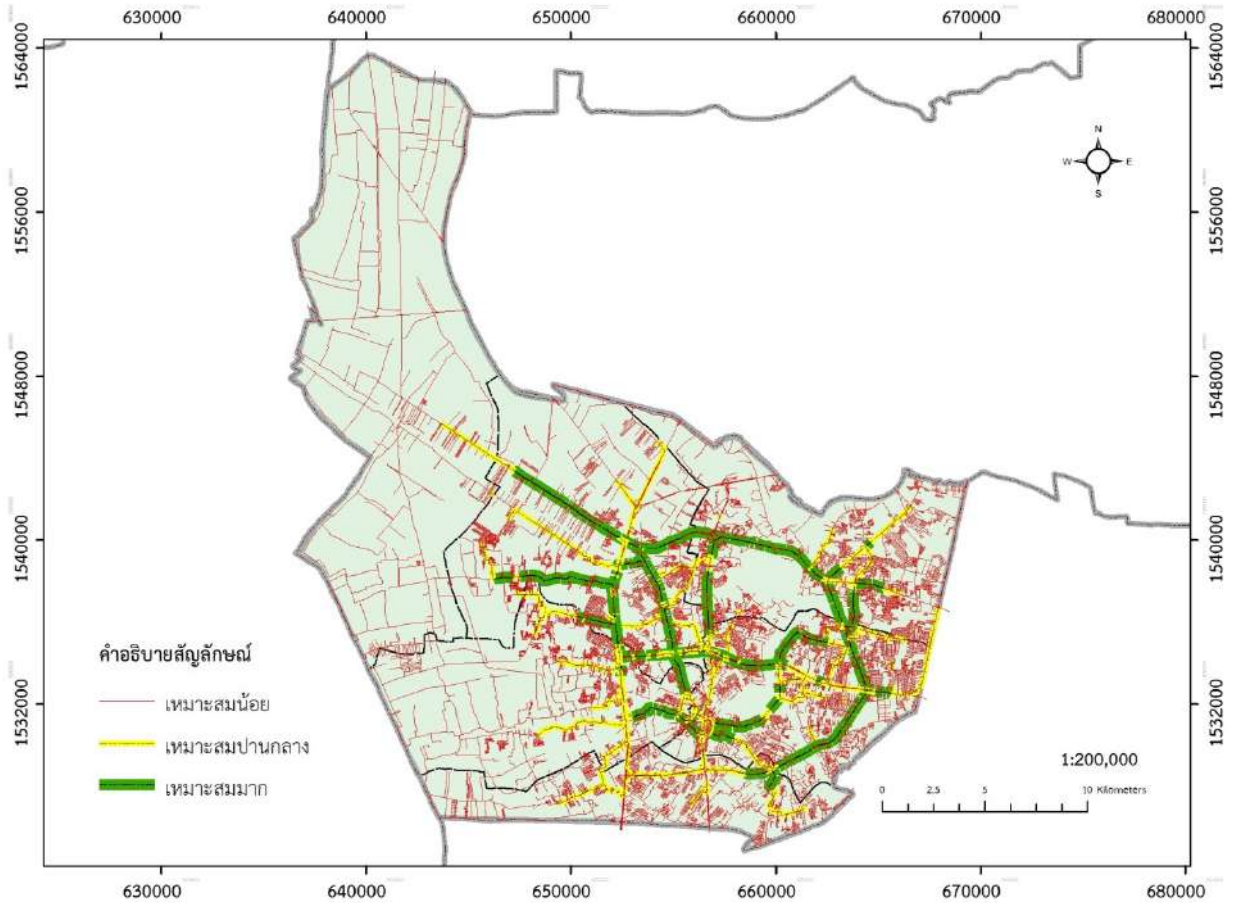 630000 640000 650000 660000 670000 680000
1564000 1564000
N
W E
S
1556000 1556000
1548000 1548000
1540000 1540000
คำอธิบายสัญลักษณ์
เหมาะสมน้อย
1532000 1532000
เหมาะสมปานกลาง
1:200,000
เหมาะสมมาก
0 2.5 5 10 Kilometers
630000 640000 650000 660000 670000 680000